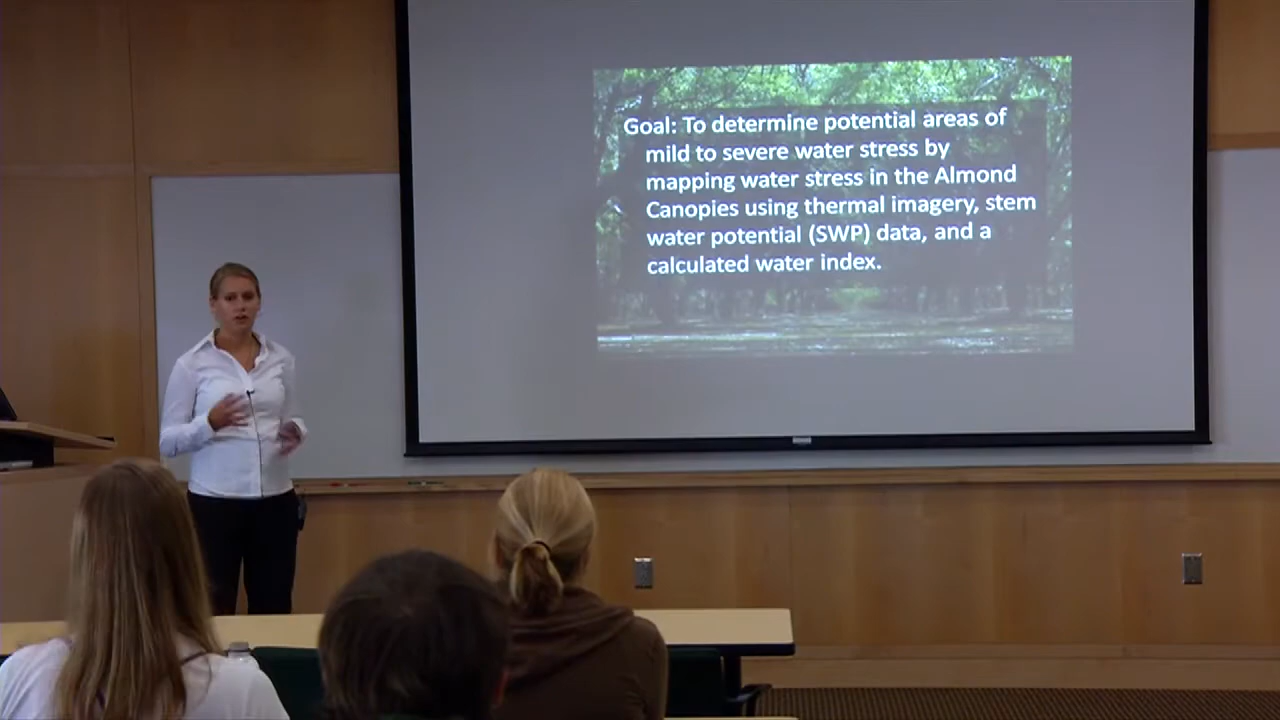 Goal: To determine potential areas of
mild to severe water stress by
mapping water stress in the Almond
Canopies using thermal imagery, stem
water potential (SWP) data, and a
calculated water index.